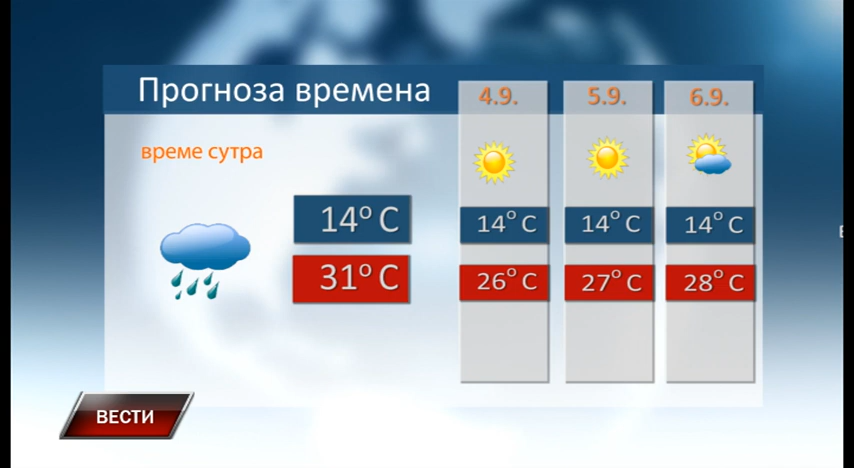 Прогноза времена
време сутра
14° C
31° C
4.9.
14° C
26° C
5.9.
14° C
27° C
6.9.
14° C
28° C
ВЕСТИ